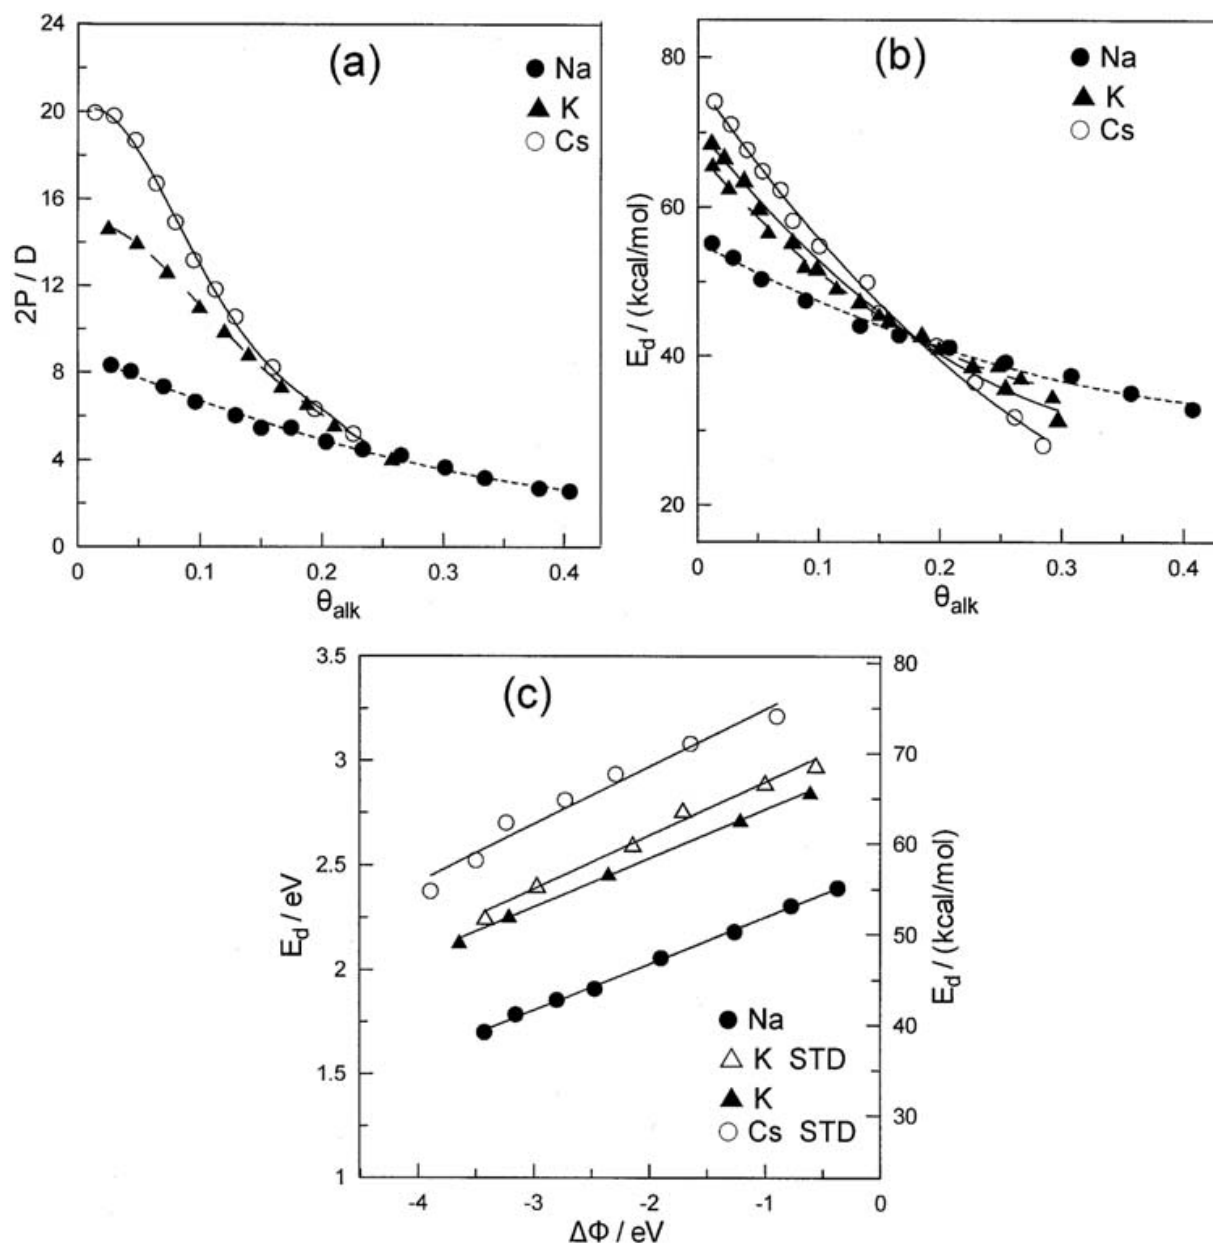 (a)
● Na
▲ K
○ Cs
2P / D
24
20
16
12
8
4
0
0 0.1 0.2 0.3 0.4
θalk
(b)
● Na
▲ K
○ Cs
Ed / (kcal/mol)
80
60
40
20
0 0.1 0.2 0.3 0.4
θalk
(c)
Ed / eV
3.5
3
2.5
2
1.5
1
80
70
60
50
40
30
Ed / (kcal/mol)
● Na
△ K STD
▲ K
○ Cs STD
-4 -3 -2 -1 0
ΔΦ / eV